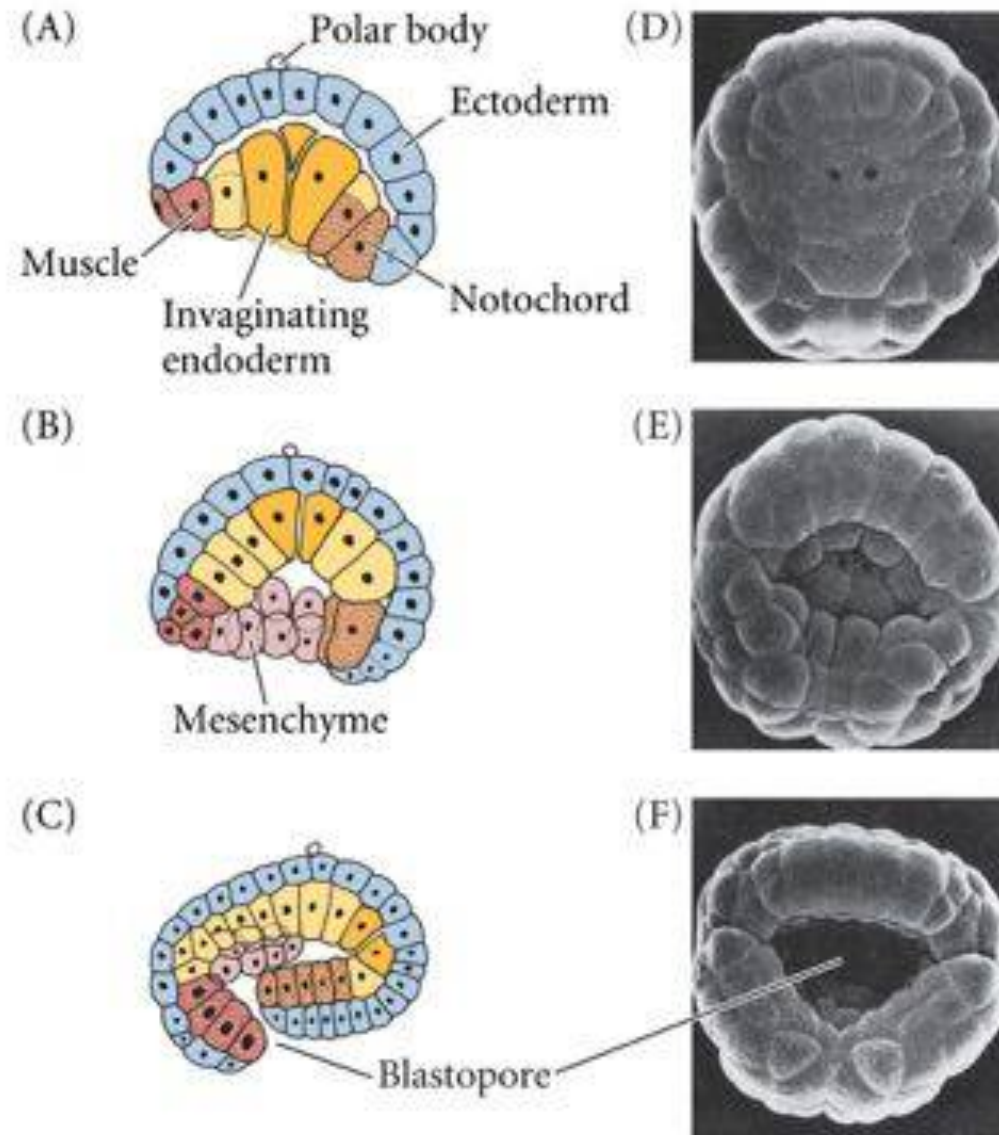 (A)
Polar body
(D)
Ectoderm
Muscle
Invaginating
endoderm
Notochord
(B)
(E)
Mesenchyme
(C)
(F)
Blastopore